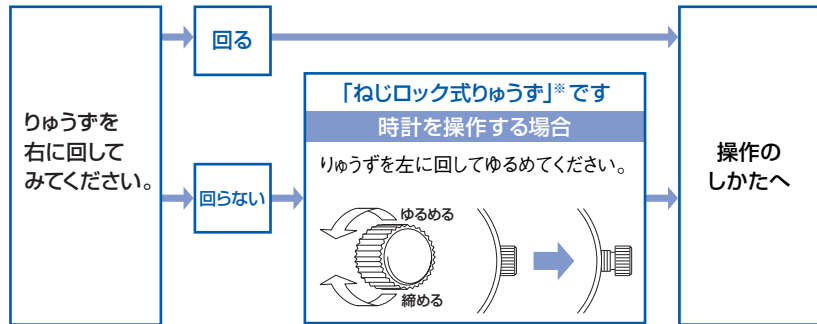 りゅうずを
右に回して
みてください。
回る
回らない
「ねじロック式りゅうず」※です
時計を操作する場合
りゅうずを左に回してゆるめてください。
ゆるめる
締める
操作の
しかたへ